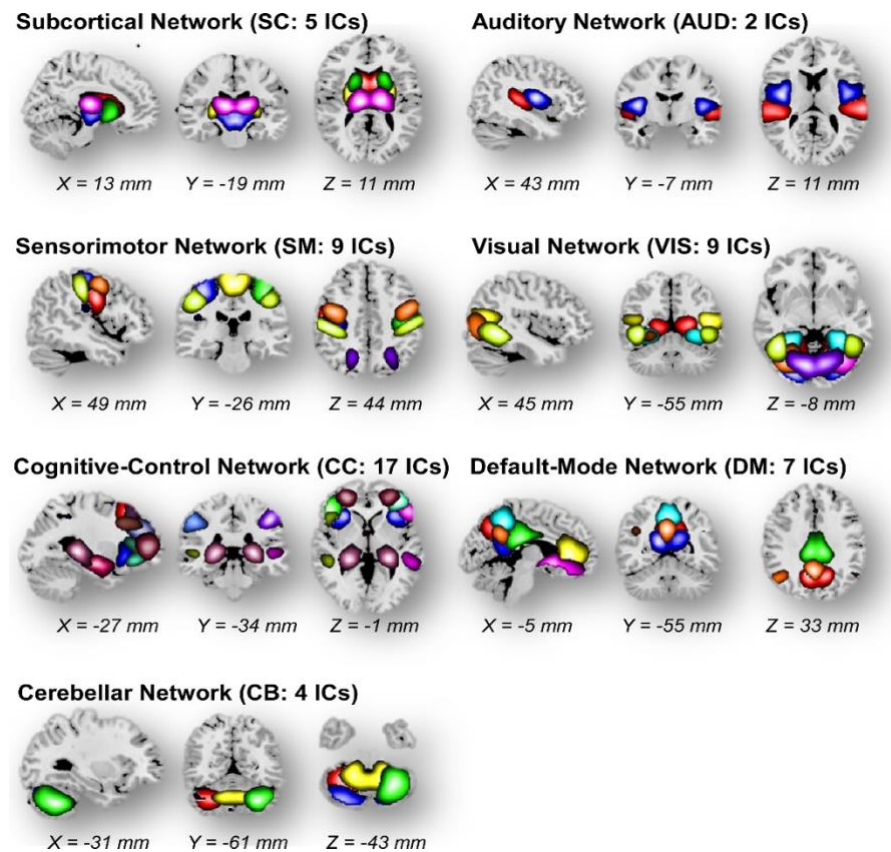 Subcortical Network (SC: 5 ICs)
X = 13 mm Y = -19 mm Z = 11 mm
Auditory Network (AUD: 2 ICs)
X = 43 mm Y = -7 mm Z = 11 mm
Sensorimotor Network (SM: 9 ICs)
X = 49 mm Y = -26 mm Z = 44 mm
Visual Network (VIS: 9 ICs)
X = 45 mm Y = -55 mm Z = -8 mm
Cognitive-Control Network (CC: 17 ICs)
X = -27 mm Y = -34 mm Z = -1 mm
Default-Mode Network (DM: 7 ICs)
X = -5 mm Y = -55 mm Z = 33 mm
Cerebellar Network (CB: 4 ICs)
X = -31 mm Y = -61 mm Z = -43 mm